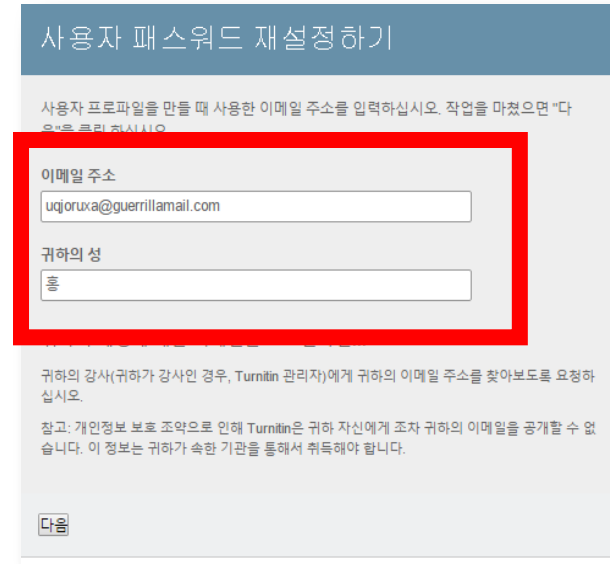 사용자 패스워드 재설정하기
사용자 프로파일을 만들 때 사용한 이메일 주소를 입력하십시오. 작업을 마쳤으면 "다
음"을 클릭 하십시오
이메일 주소
uqjoruxa@guerrillamail.com
귀하의 성
홍
귀하의 강사(귀하가 강사인 경우, Turnitin 관리자)에게 귀하의 이메일 주소를 찾아보도록 요청하
십시오.
참고: 개인정보 보호 조약으로 인해 Turnitin은 귀하 자신에게 조차 귀하의 이메일을 공개할 수 없
습니다. 이 정보는 귀하가 속한 기관을 통해서 취득해야 합니다.
다음